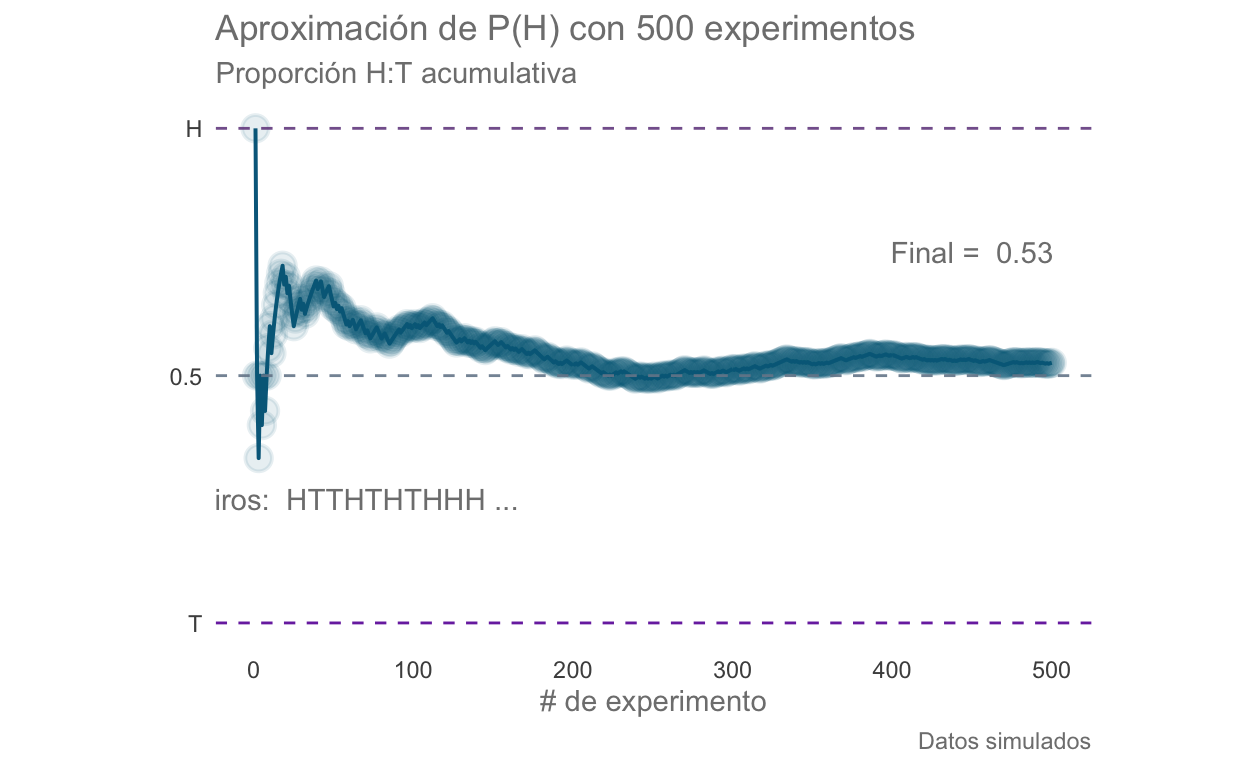 Aproximación de P(H) con 500 experimentos
Proporción H:T acumulativa
H
Final = 0.53
0.5
iros: HTTHTHTHHH ...
T
0 100 200 300 400 500
# de experimento
Datos simulados